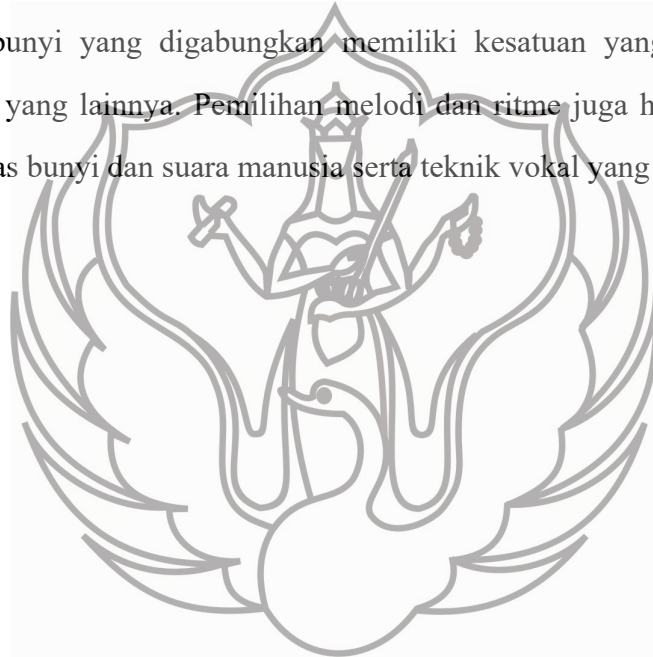 bunyi yang digabungkan memiliki kesatuan yang
yang lainnya. Pemilihan melodi dan ritme juga
bunyi dan suara manusia serta teknik vokal yang